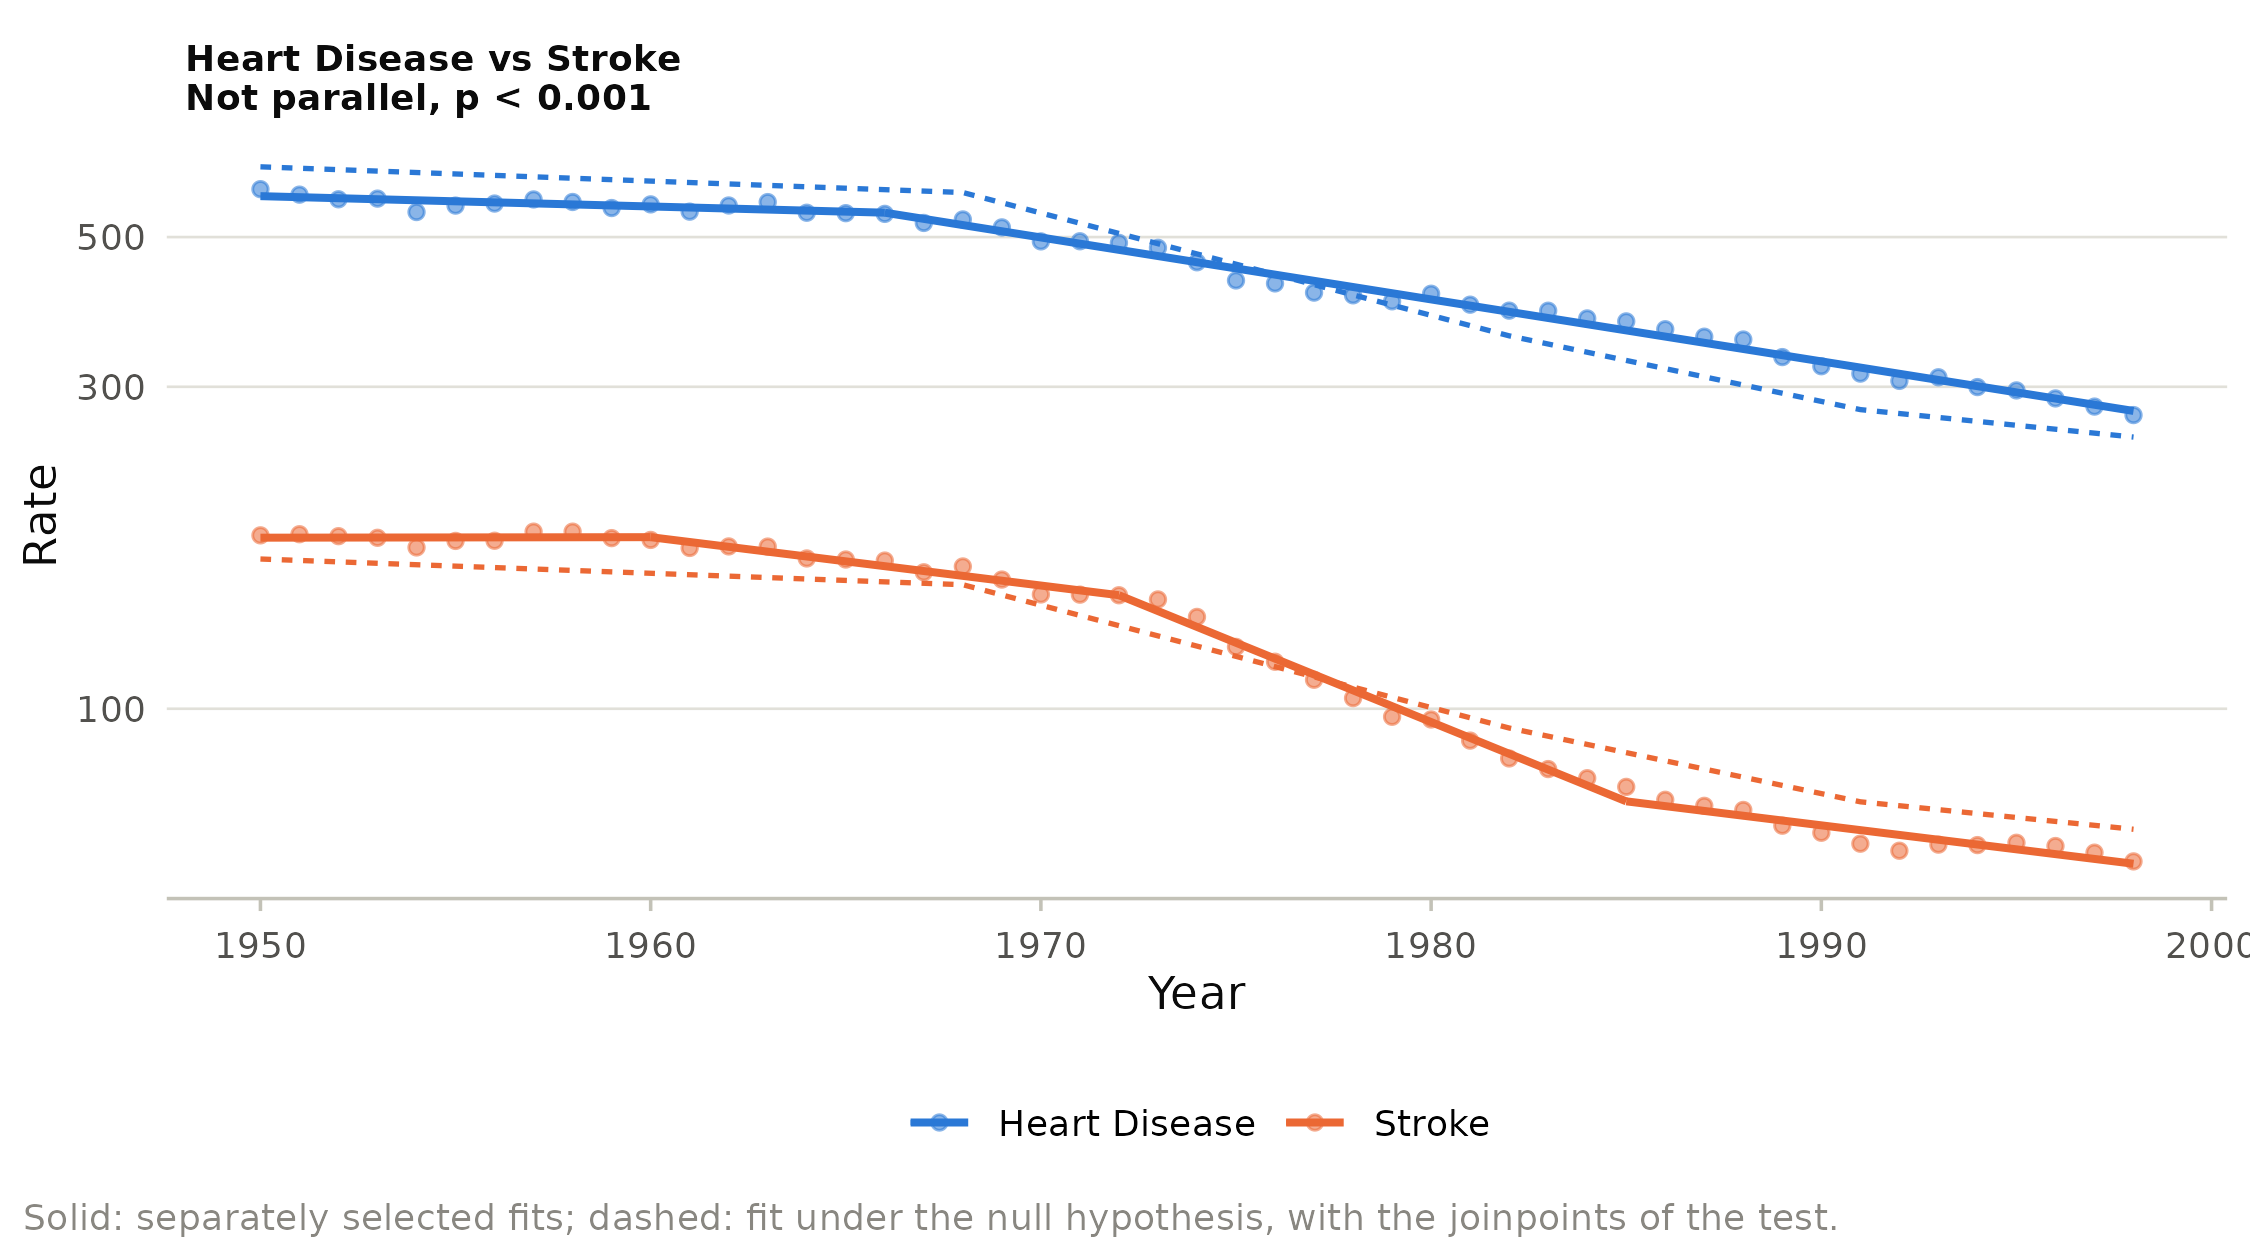 Heart Disease vs Stroke
Not parallel, p < 0.001
500
300
100
Rate
1950 1960 1970 1980 1990 2000
Year
Heart Disease Stroke
Solid: separately selected fits; dashed: fit under the null hypothesis, with the joinpoints of the test.